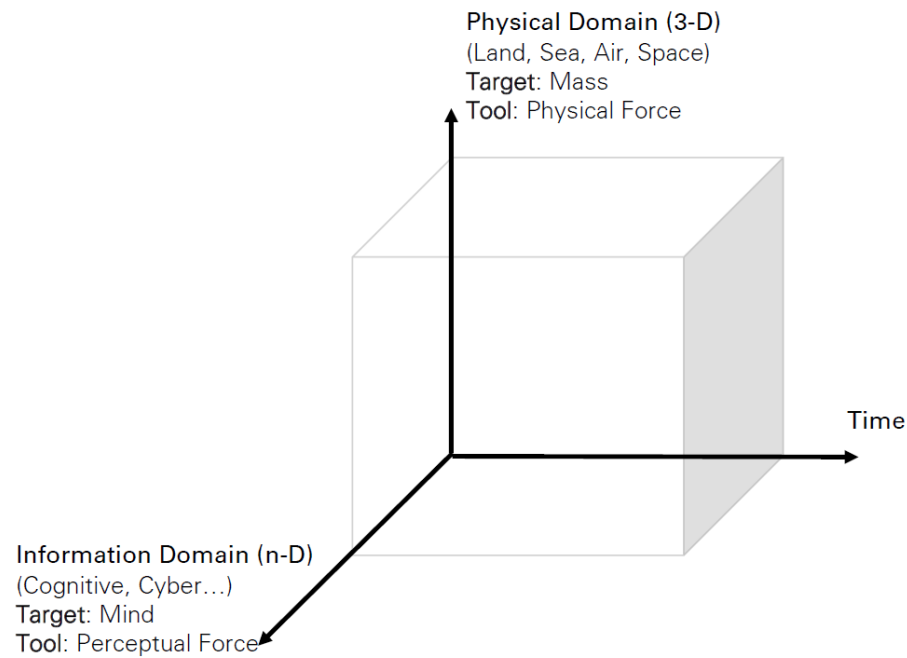 Physical Domain (3-D)
(Land, Sea, Air, Space)
Target: Mass
Tool: Physical Force
Time
Information Domain (n-D)
(Cognitive, Cyber...)
Target: Mind
Tool: Perceptual Force